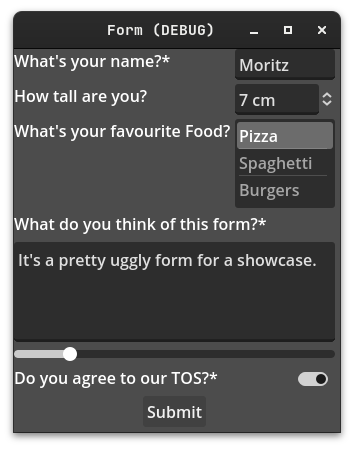 Form (DEBUG)
What's your name?* Moritz
How tall are you? 7 cm
What's your favourite Food? Pizza
Spaghetti
Burgers
What do you think of this form?*
It's a pretty uggly form for a showcase.
Do you agree to our TOS?*
Submit